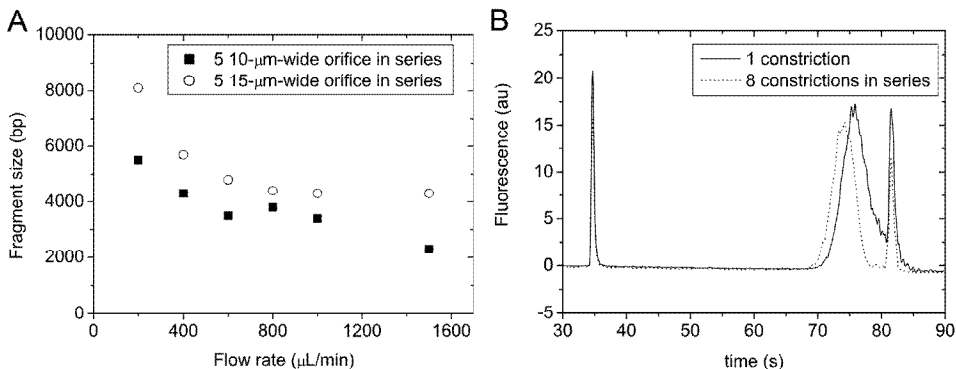 A
10000
8000
6000
4000
2000
0
Fragment size (bp)
■ 5 10-μm-wide orifice in series
○ 5 15-μm-wide orifice in series
0 400 800 1200 1600
Flow rate (μL/min)
B
25
20
15
10
5
0
-5
Fluorescence (au)
1 constriction
8 constrictions in series
30 40 50 60 70 80 90
time (s)